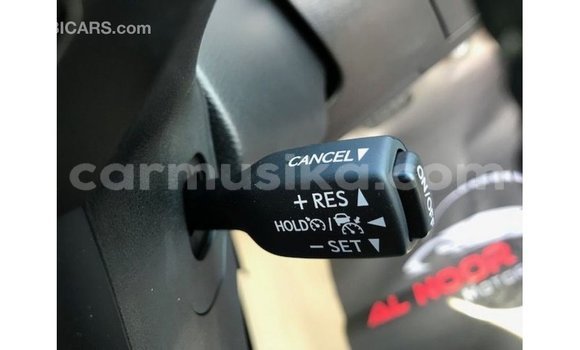 BICARS.com
CANCEL▼
carmusika.com
ON/OFF
+ RES ▲
HOLD / ◄
− SET ▼
AL NOOR